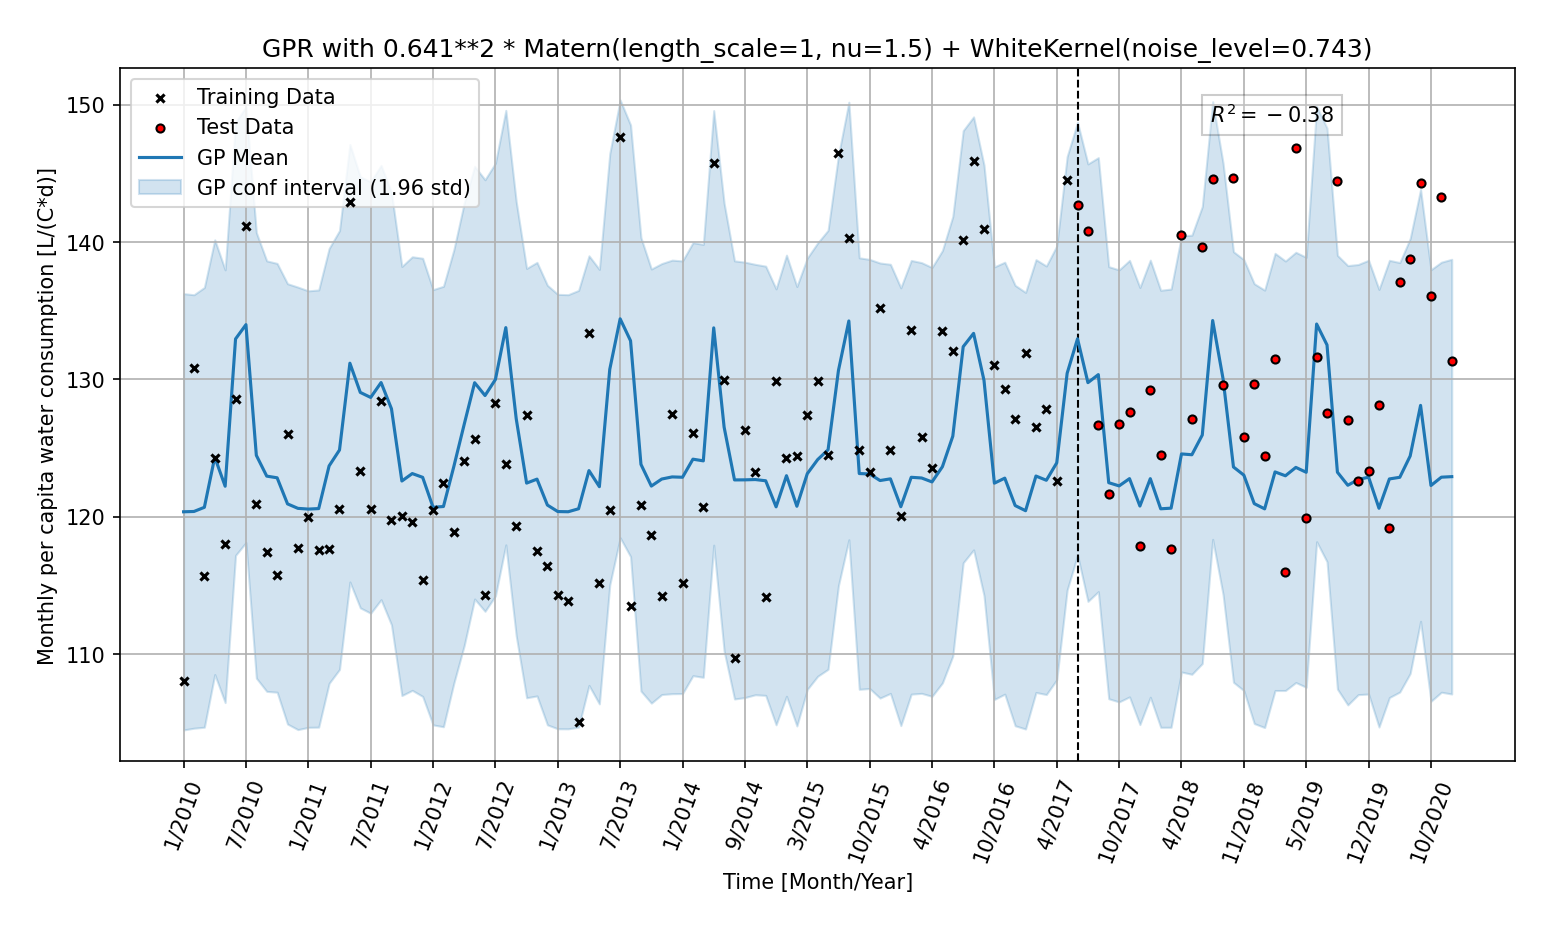 GPR with 0.641**2 * Matern(length_scale=1, nu=1.5) + WhiteKernel(noise_level=0.743)
Training Data
Test Data
GP Mean
GP conf interval (1.96 std)
R² = −0.38
Monthly per capita water consumption [L/(C*d)]
150
140
130
120
110
1/2010 7/2010 1/2011 7/2011 1/2012 7/2012 1/2013 7/2013 1/2014 9/2014 3/2015 10/2015 4/2016 10/2016 4/2017 10/2017 4/2018 11/2018 5/2019 12/2019 10/2020
Time [Month/Year]